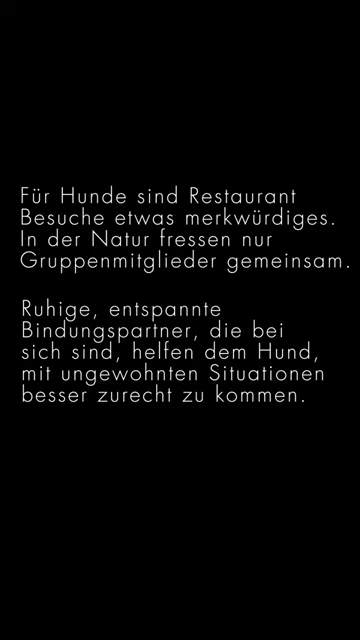 Für Hunde sind Restaurant
Besuche etwas merkwürdiges.
In der Natur fressen nur
Gruppenmitglieder gemeinsam.
Ruhige, entspannte
Bindungspartner, die bei
sich sind, helfen dem Hund,
mit ungewohnten Situationen
besser zurecht zu kommen.